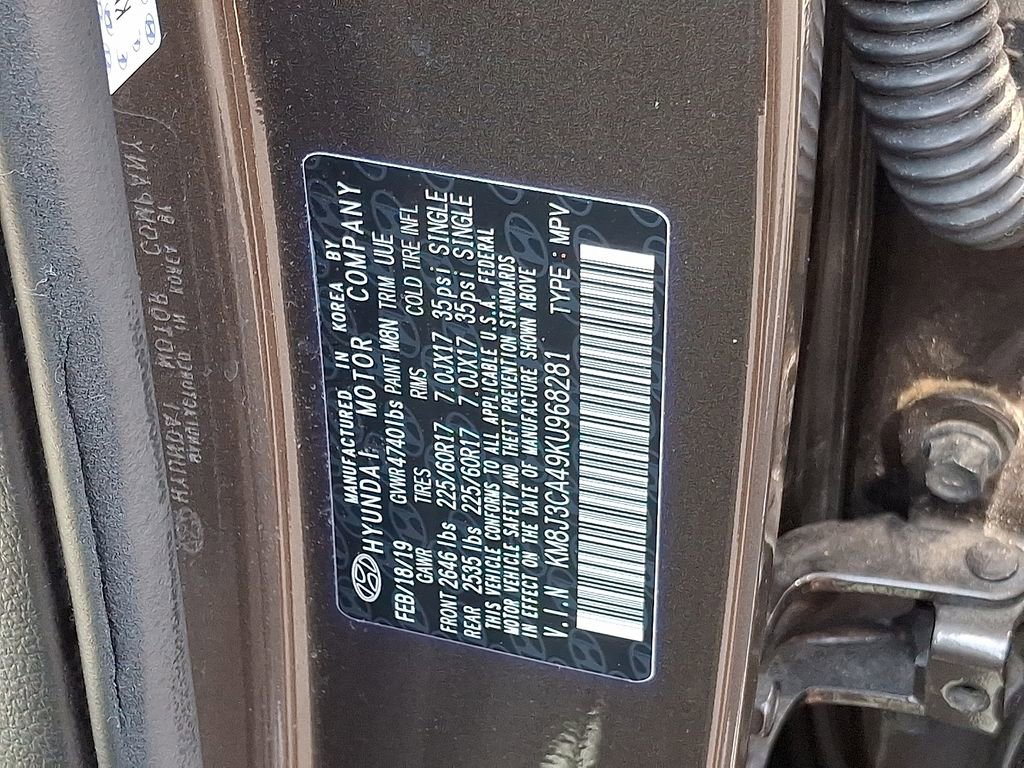 MANUFACTURED IN KOREA BY
HYUNDAI MOTOR COMPANY
FEB/18/19 GVWR4740lbs PAINT M8N TRIM UUE
GAWR TIRES RIMS COLD TIRE INFL.
FRONT 2646 lbs 225/60R17 7.0JX17 35psi SINGLE
REAR 2535 lbs 225/60R17 7.0JX17 35psi SINGLE
THIS VEHICLE CONFORMS TO ALL APPLICABLE U.S.A. FEDERAL
MOTOR VEHICLE SAFETY AND THEFT PREVENTION STANDARDS
IN EFFECT ON THE DATE OF MANUFACTURE SHOWN ABOVE
V.I.N KM8J3CA49KU968281 TYPE : MPV